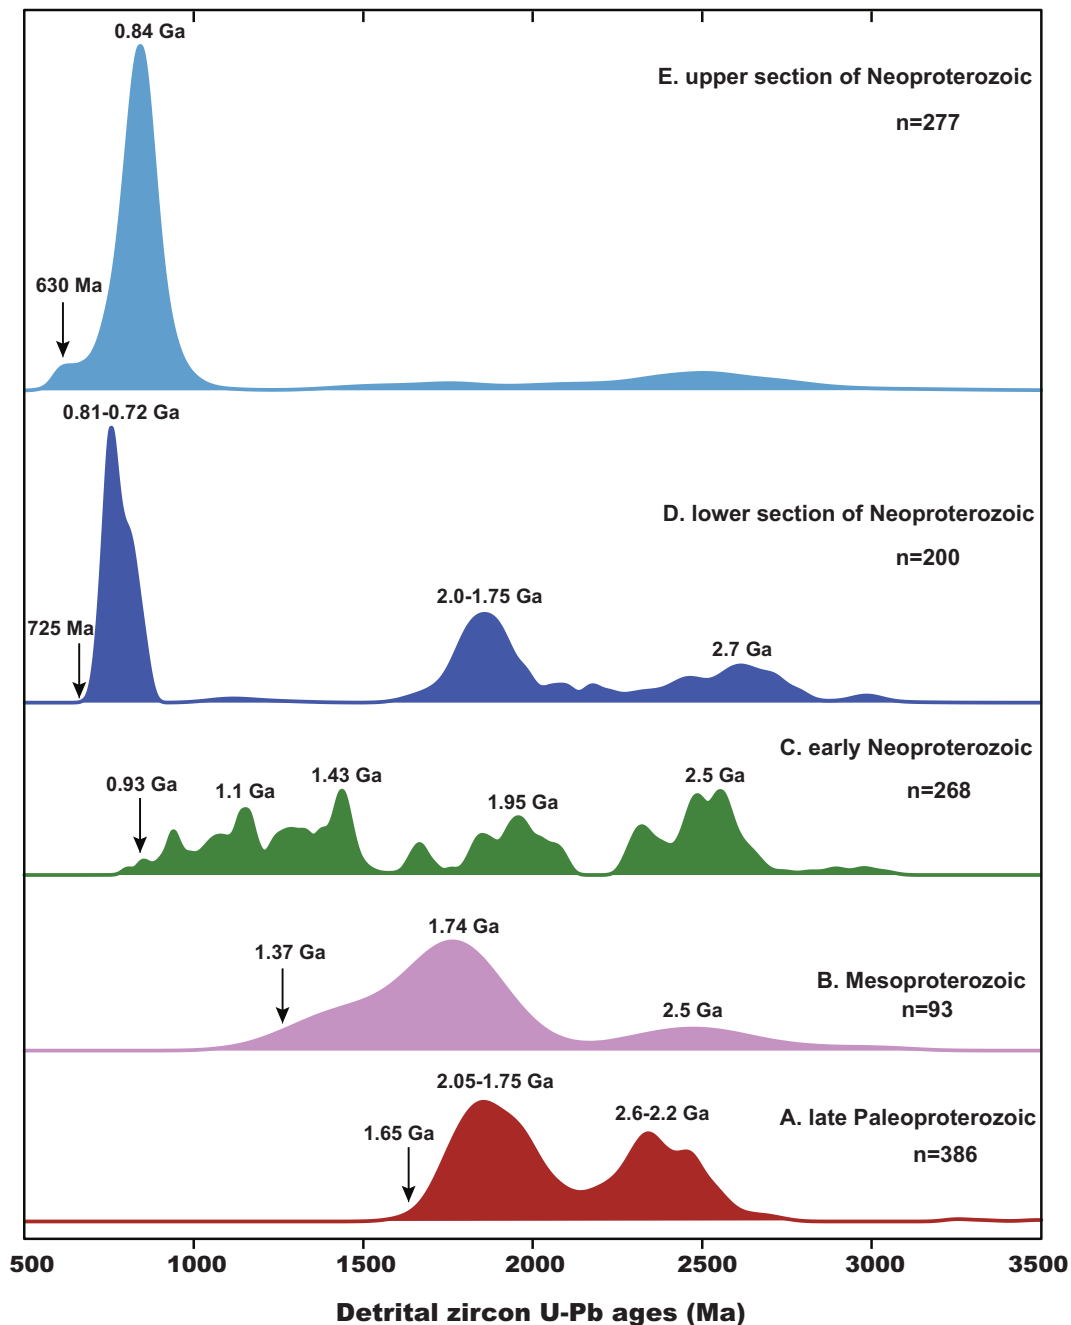 0.84 Ga
E. upper section of Neoproterozoic
n=277
630 Ma
0.81-0.72 Ga
D. lower section of Neoproterozoic
n=200
2.0-1.75 Ga
725 Ma
2.7 Ga
C. early Neoproterozoic
n=268
0.93 Ga
1.1 Ga
1.43 Ga
1.95 Ga
2.5 Ga
1.74 Ga
1.37 Ga
B. Mesoproterozoic
n=93
2.5 Ga
2.05-1.75 Ga
2.6-2.2 Ga
A. late Paleoproterozoic
n=386
1.65 Ga
500 1000 1500 2000 2500 3000 3500
Detrital zircon U-Pb ages (Ma)